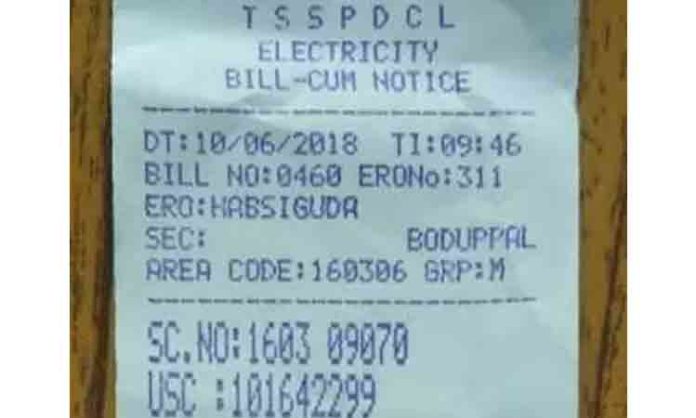 T S S P D C L
ELECTRICITY
BILL-CUM NOTICE
DT:10/06/2018 TI:09:46
BILL NO:0460 ERONo:311
ERO:HABSIGUDA
SEC: BODUPPAL
AREA CODE:160306 GRP:M
SC.NO:1603 09070
USC :101642299